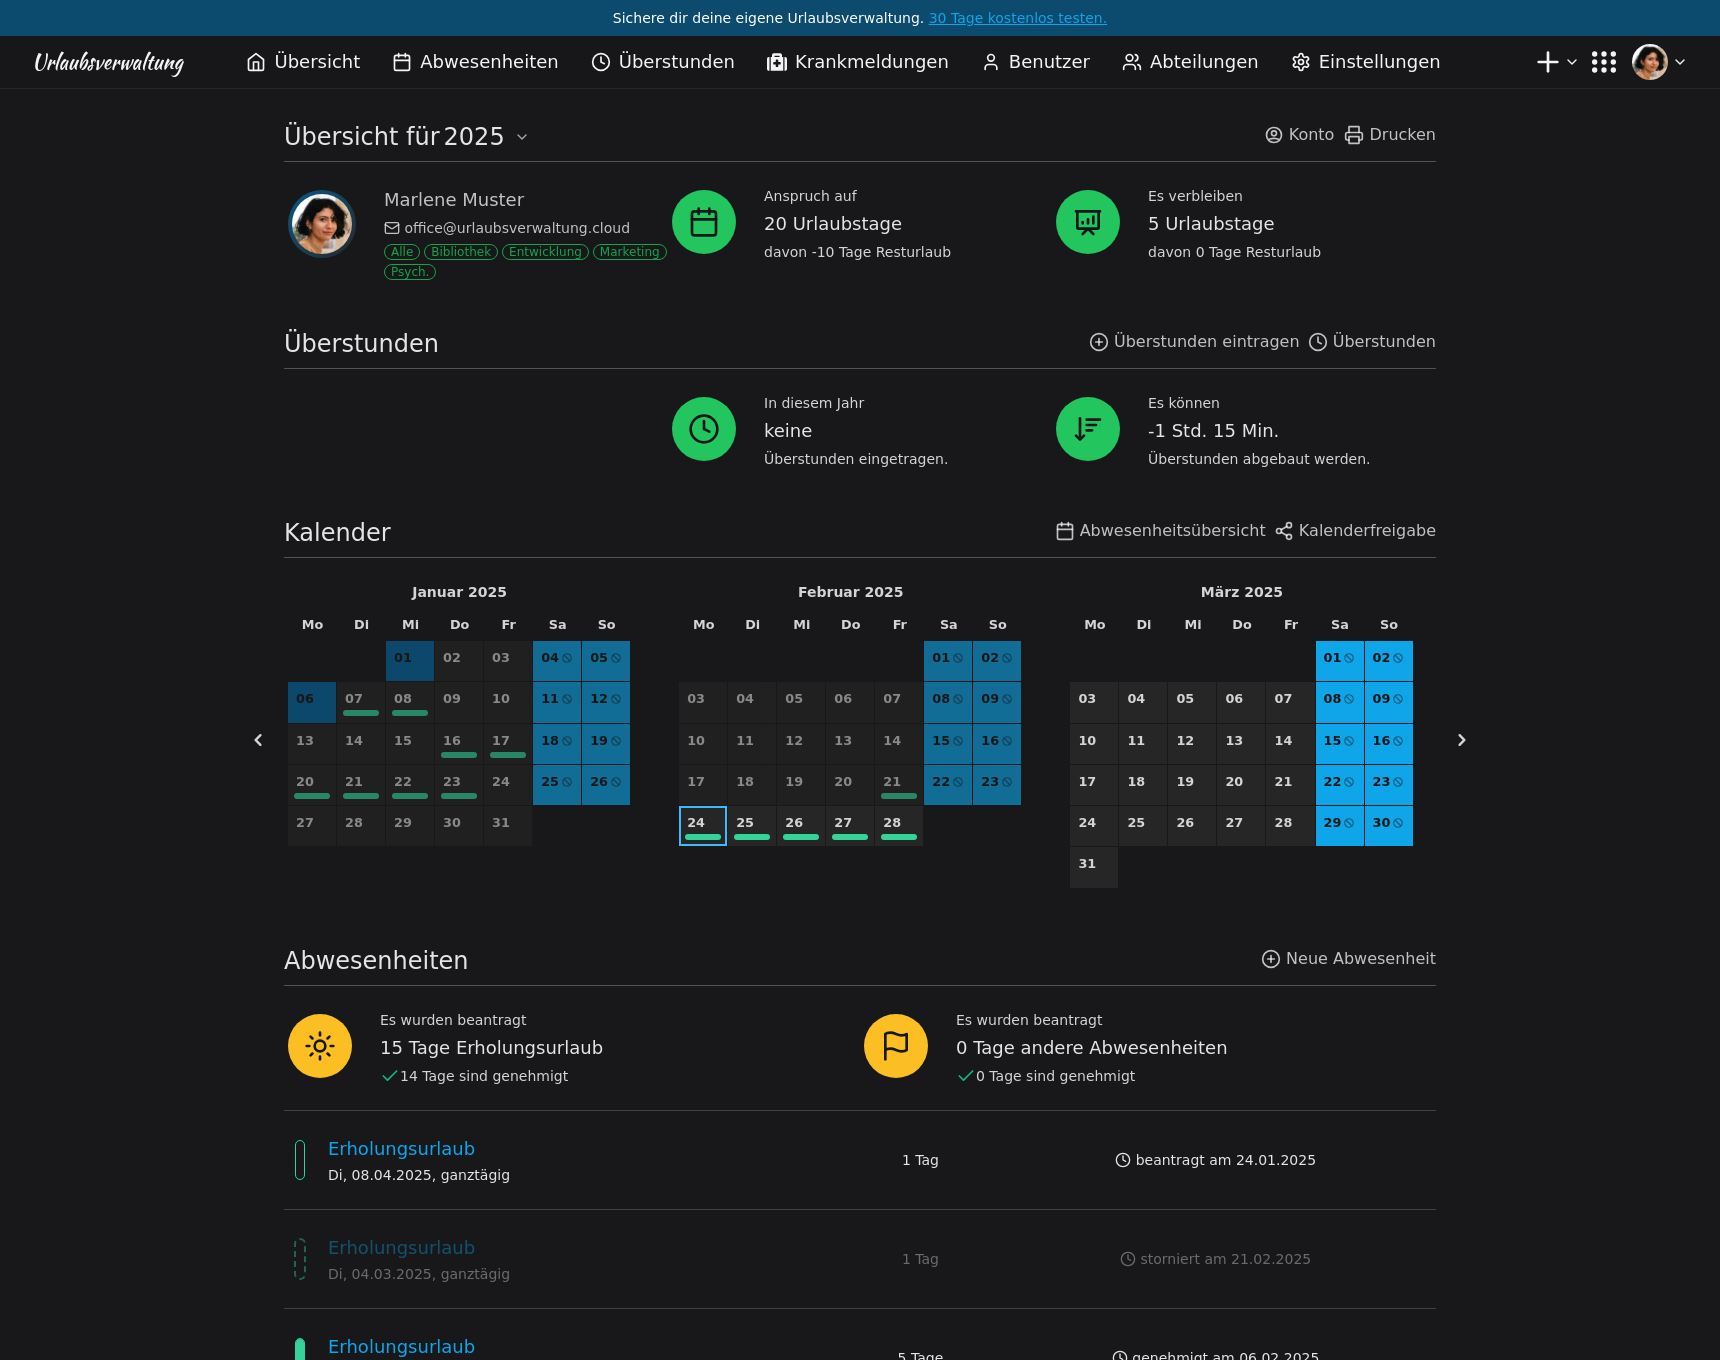 Sichere dir deine eigene Urlaubsverwaltung. 30 Tage kostenlos testen.
Urlaubsverwaltung Übersicht Abwesenheiten Überstunden Krankmeldungen Benutzer Abteilungen Einstellungen
Übersicht für 2025 Konto Drucken
Marlene Muster
office@urlaubsverwaltung.cloud
Alle Bibliothek Entwicklung Marketing
Psych.
Anspruch auf
20 Urlaubstage
davon -10 Tage Resturlaub
Es verbleiben
5 Urlaubstage
davon 0 Tage Resturlaub
Überstunden Überstunden eintragen Überstunden
In diesem Jahr
keine
Überstunden eingetragen.
Es können
-1 Std. 15 Min.
Überstunden abgebaut werden.
Kalender Abwesenheitsübersicht Kalenderfreigabe
Januar 2025
Mo Di Mi Do Fr Sa So
01 02 03 04 05
06 07 08 09 10 11 12
13 14 15 16 17 18 19
20 21 22 23 24 25 26
27 28 29 30 31
Februar 2025
Mo Di Mi Do Fr Sa So
01 02
03 04 05 06 07 08 09
10 11 12 13 14 15 16
17 18 19 20 21 22 23
24 25 26 27 28
März 2025
Mo Di Mi Do Fr Sa So
01 02
03 04 05 06 07 08 09
10 11 12 13 14 15 16
17 18 19 20 21 22 23
24 25 26 27 28 29 30
31
Abwesenheiten Neue Abwesenheit
Es wurden beantragt
15 Tage Erholungsurlaub
14 Tage sind genehmigt
Es wurden beantragt
0 Tage andere Abwesenheiten
0 Tage sind genehmigt
Erholungsurlaub
Di, 08.04.2025, ganztägig
1 Tag
beantragt am 24.01.2025
Erholungsurlaub
Di, 04.03.2025, ganztägig
1 Tag
storniert am 21.02.2025
Erholungsurlaub
5 Tage
genehmigt am 06.02.2025